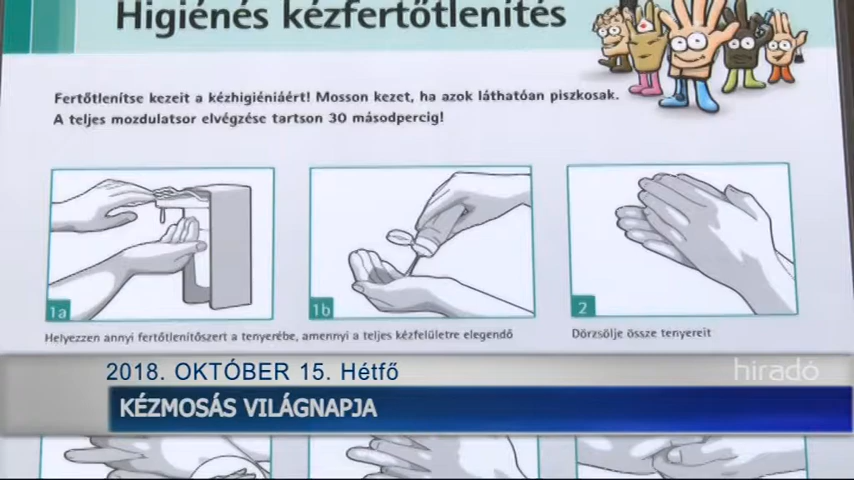 Higiénés kézfertőtlenítés
Fertőtlenítse kezeit a kézhigiéniáért! Mosson kezet, ha azok láthatóan piszkosak.
A teljes mozdulatsor elvégzése tartson 30 másodpercig!
1a
1b
2
Helyezzen annyi fertőtlenítőszert a tenyerébe, amennyi a teljes kézfelületre elegendő
Dörzsölje össze tenyereit
2018. OKTÓBER 15. Hétfő
híradó
KÉZMOSÁS VILÁGNAPJA